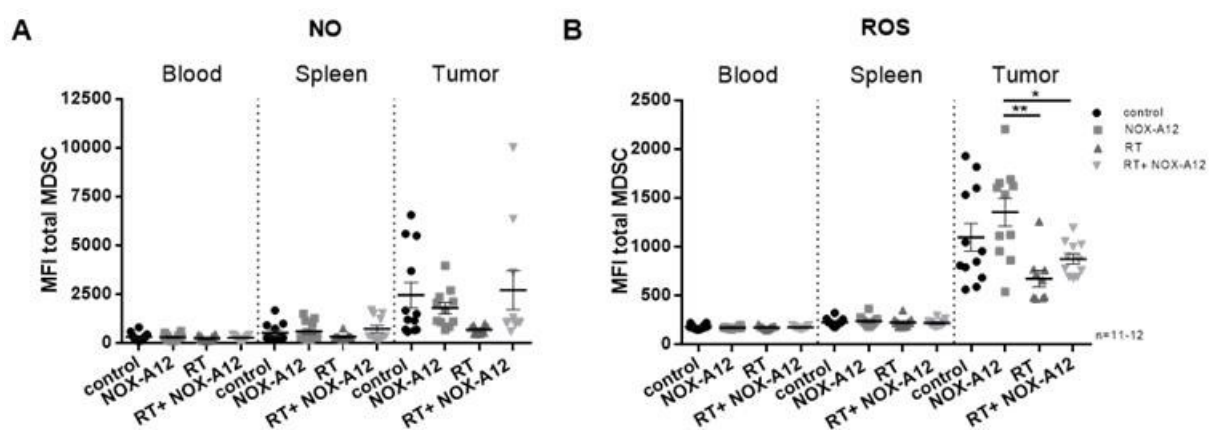 A
NO
Blood
Spleen
Tumor
MFI total MDSC
12500
10000
7500
5000
2500
0
control
NOX-A12
RT
RT+ NOX-A12
control
NOX-A12
RT
RT+ NOX-A12
control
NOX-A12
RT
RT+ NOX-A12
B
ROS
Blood
Spleen
Tumor
MFI total MDSC
2500
2000
1500
1000
500
0
*
**
control
NOX-A12
RT
RT+ NOX-A12
n=11-12
control
NOX-A12
RT
RT+ NOX-A12
control
NOX-A12
RT
RT+ NOX-A12
control
NOX-A12
RT
RT+ NOX-A12